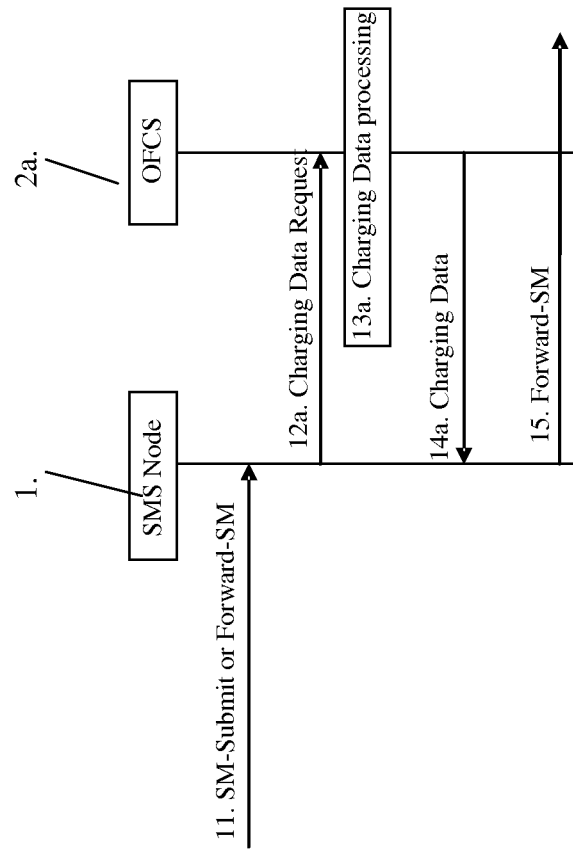 1.
2a.
SMS Node
OFCS
11. SM-Submit or Forward-SM
12a. Charging Data Request
13a. Charging Data processing
14a. Charging Data
15. Forward-SM